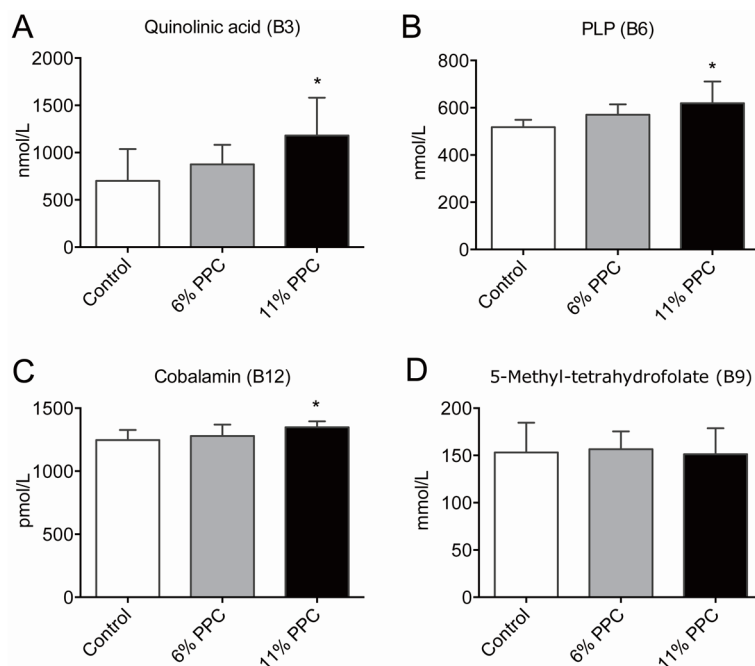 A
Quinolinic acid (B3)
nmol/L
2000
1500
1000
500
0
*
Control
6% PPC
11% PPC
B
PLP (B6)
nmol/L
800
600
400
200
0
*
Control
6% PPC
11% PPC
C
Cobalamin (B12)
pmol/L
1500
1000
500
0
*
Control
6% PPC
11% PPC
D
5-Methyl-tetrahydrofolate (B9)
mmol/L
200
150
100
50
0
Control
6% PPC
11% PPC